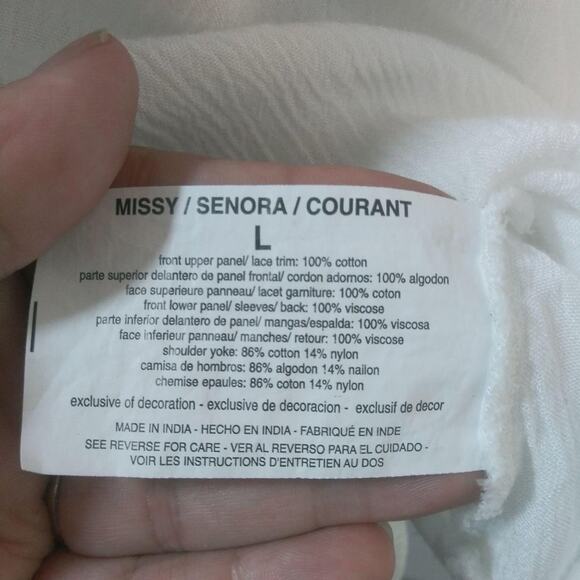 MISSY / SENORA / COURANT
L
front upper panel/ lace trim: 100% cotton
parte superior delantero de panel frontal/ cordon adornos: 100% algodon
face superieure panneau/ lacet garniture: 100% coton
front lower panel/ sleeves/ back: 100% viscose
parte inferior delantero de panel/ mangas/espalda: 100% viscosa
face inferieur panneau/ manches/ retour: 100% viscose
shoulder yoke: 86% cotton 14% nylon
camisa de hombros: 86% algodon 14% nailon
chemise epaules: 86% coton 14% nylon
exclusive of decoration - exclusive de decoracion - exclusif de decor
MADE IN INDIA - HECHO EN INDIA - FABRIQUÉ EN INDE
SEE REVERSE FOR CARE - VER AL REVERSO PARA EL CUIDADO -
VOIR LES INSTRUCTIONS D'ENTRETIEN AU DOS